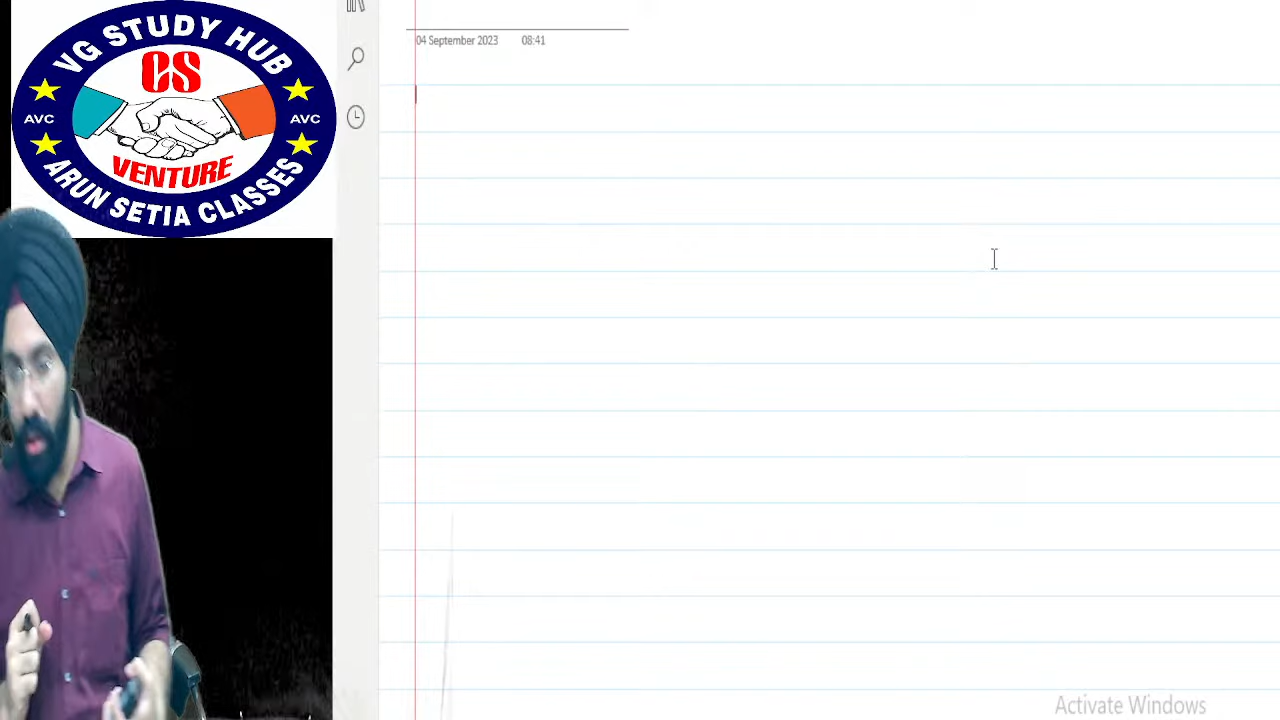 VG STUDY HUB
CS
AVC
AVC
VENTURE
ARUN SETIA CLASSES
04 September 2023 08:41
Activate Windows